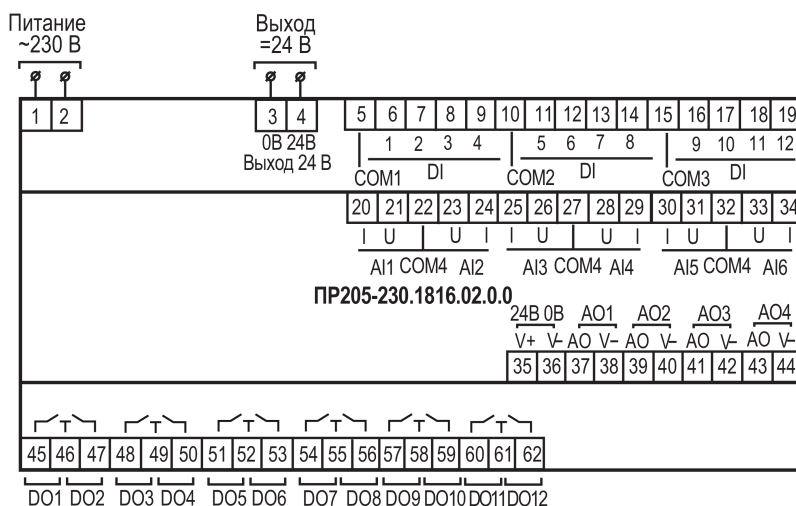 Питание
~230 В
Выход
=24 В
1 2 3 4 5 6 7 8 9 10 11 12 13 14 15 16 17 18 19
0В 24В
Выход 24 В
1 2 3 4 5 6 7 8 9 10 11 12
COM1 DI COM2 DI COM3 DI
20 21 22 23 24 25 26 27 28 29 30 31 32 33 34
I U U I I U U I I U U I
AI1 COM4 AI2 AI3 COM4 AI4 AI5 COM4 AI6
ПР205-230.1816.02.0.0
24В 0В AO1 AO2 AO3 AO4
V+ V– AO V– AO V– AO V– AO V–
35 36 37 38 39 40 41 42 43 44
45 46 47 48 49 50 51 52 53 54 55 56 57 58 59 60 61 62
DO1 DO2 DO3 DO4 DO5 DO6 DO7 DO8 DO9 DO10 DO11 DO12